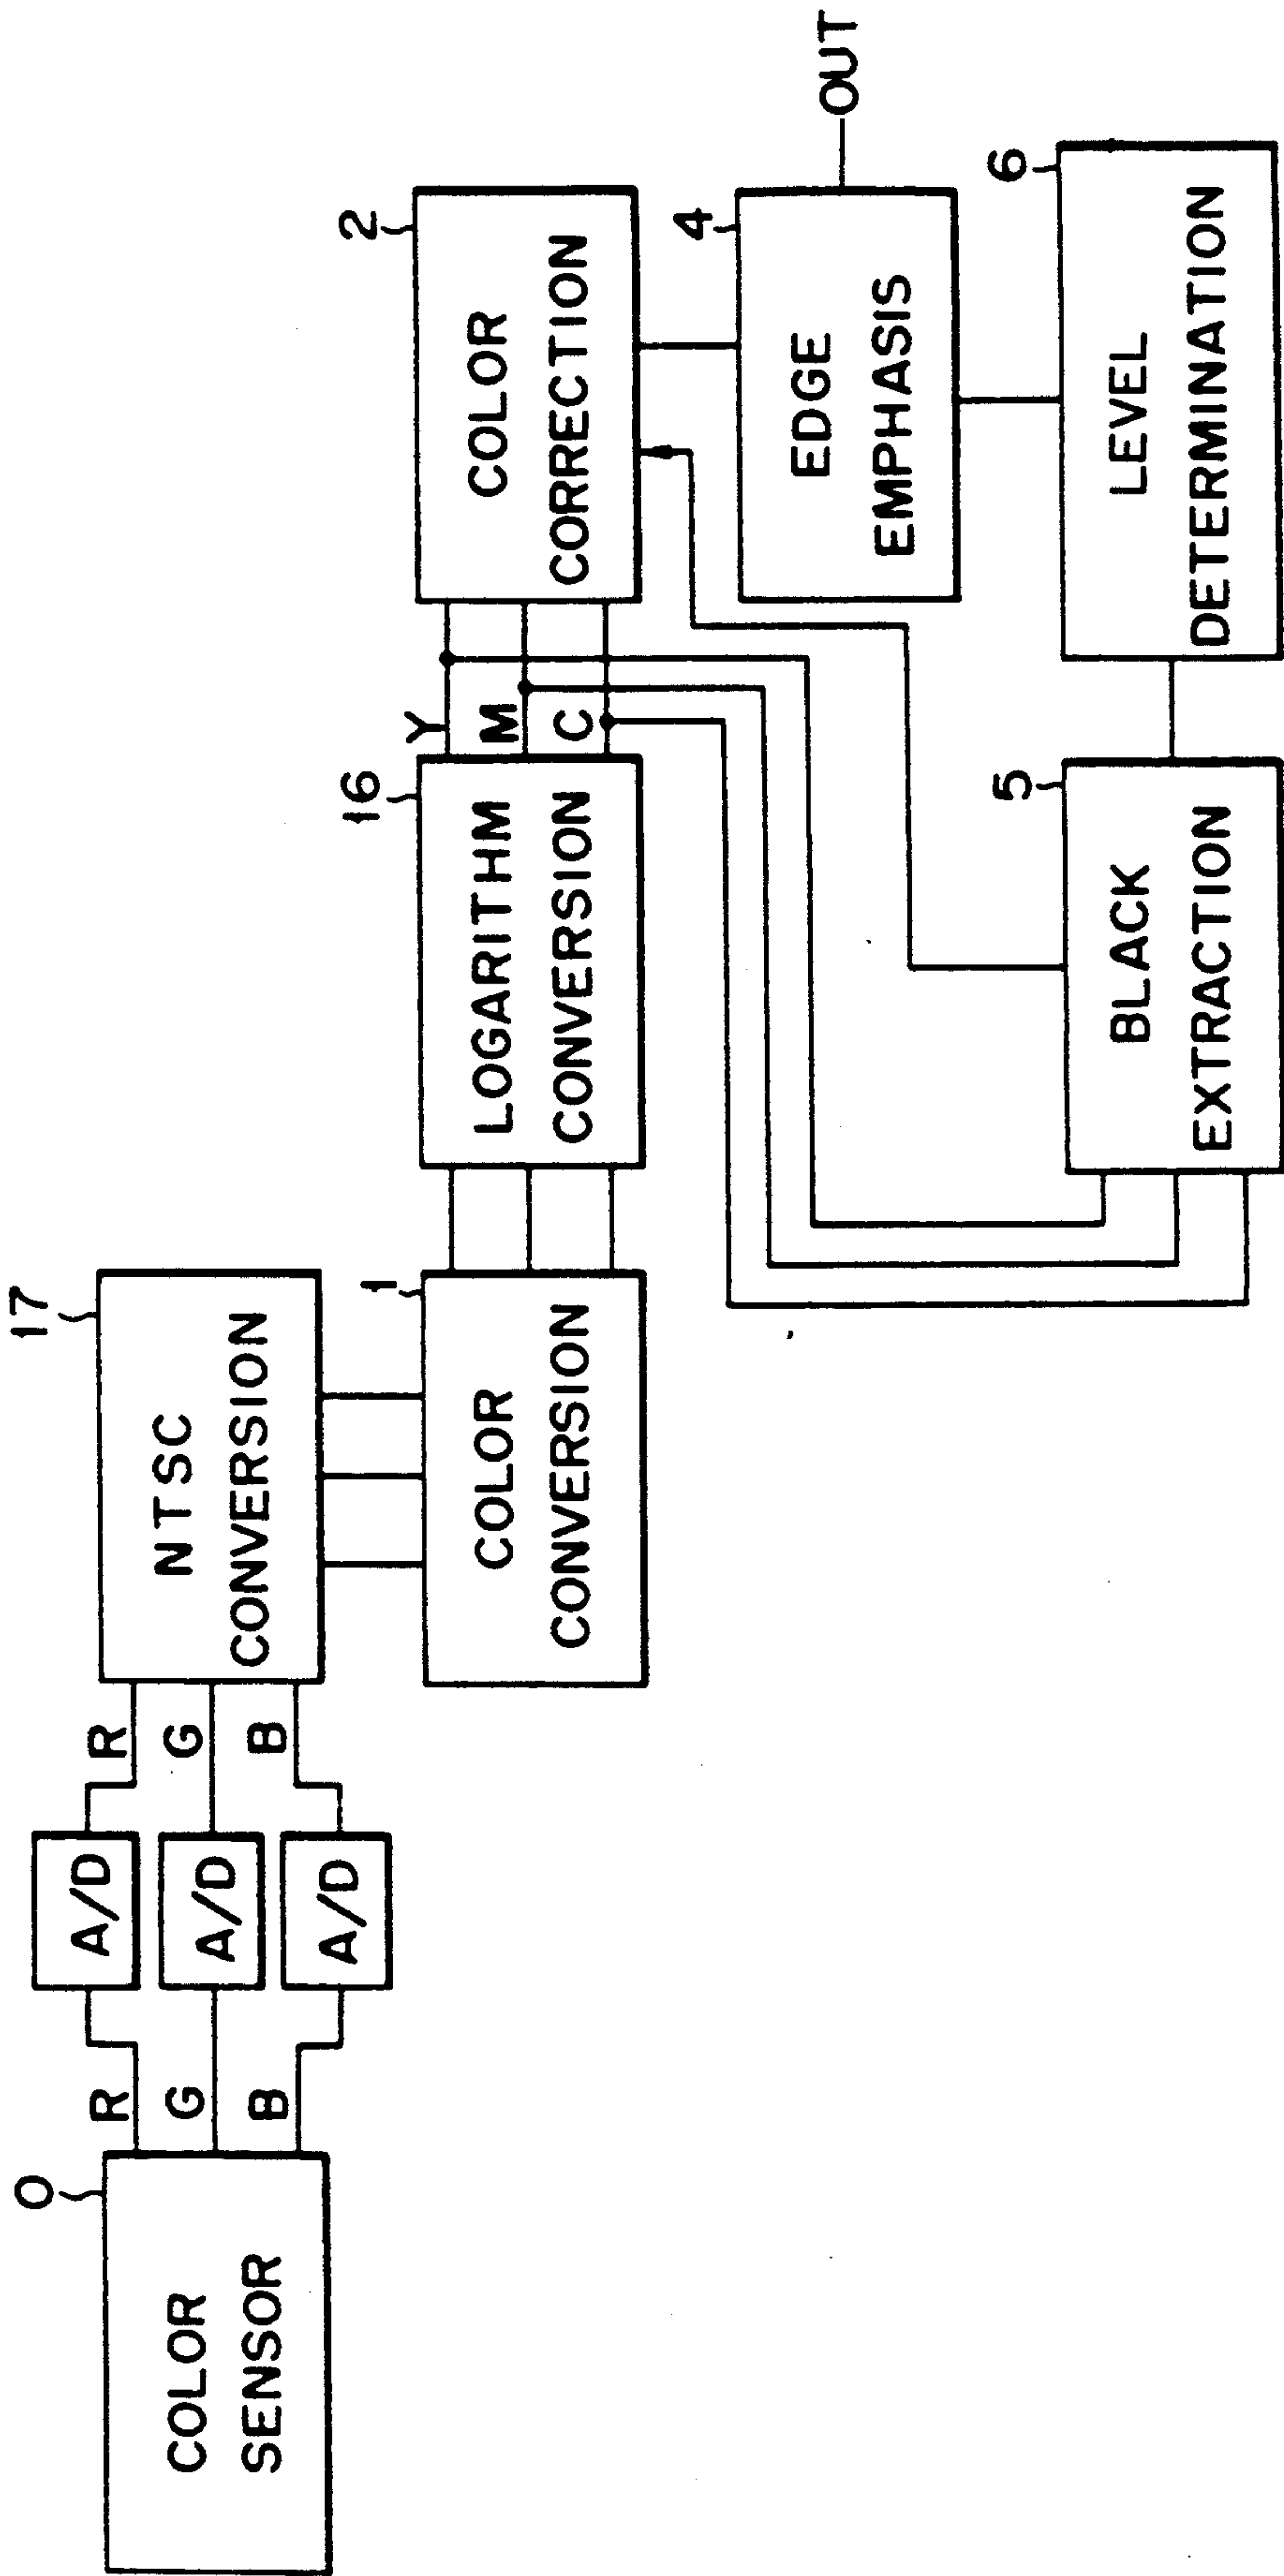 0
COLOR
SENSOR
R
G
B
A/D
A/D
A/D
R
G
B
17
NTSC
CONVERSION
1
COLOR
CONVERSION
16
LOGARITHM
CONVERSION
Y
M
C
2
COLOR
CORRECTION
4
EDGE
EMPHASIS
OUT
5
BLACK
EXTRACTION
6
LEVEL
DETERMINATION